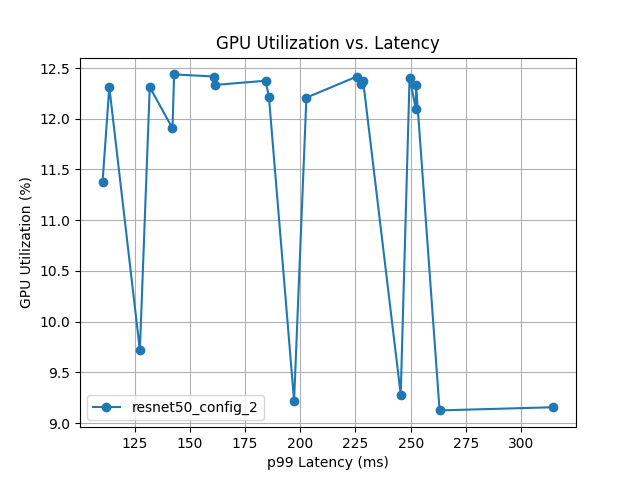 GPU Utilization vs. Latency
12.5
12.0
11.5
11.0
10.5
10.0
9.5
9.0
GPU Utilization (%)
resnet50_config_2
125 150 175 200 225 250 275 300
p99 Latency (ms)